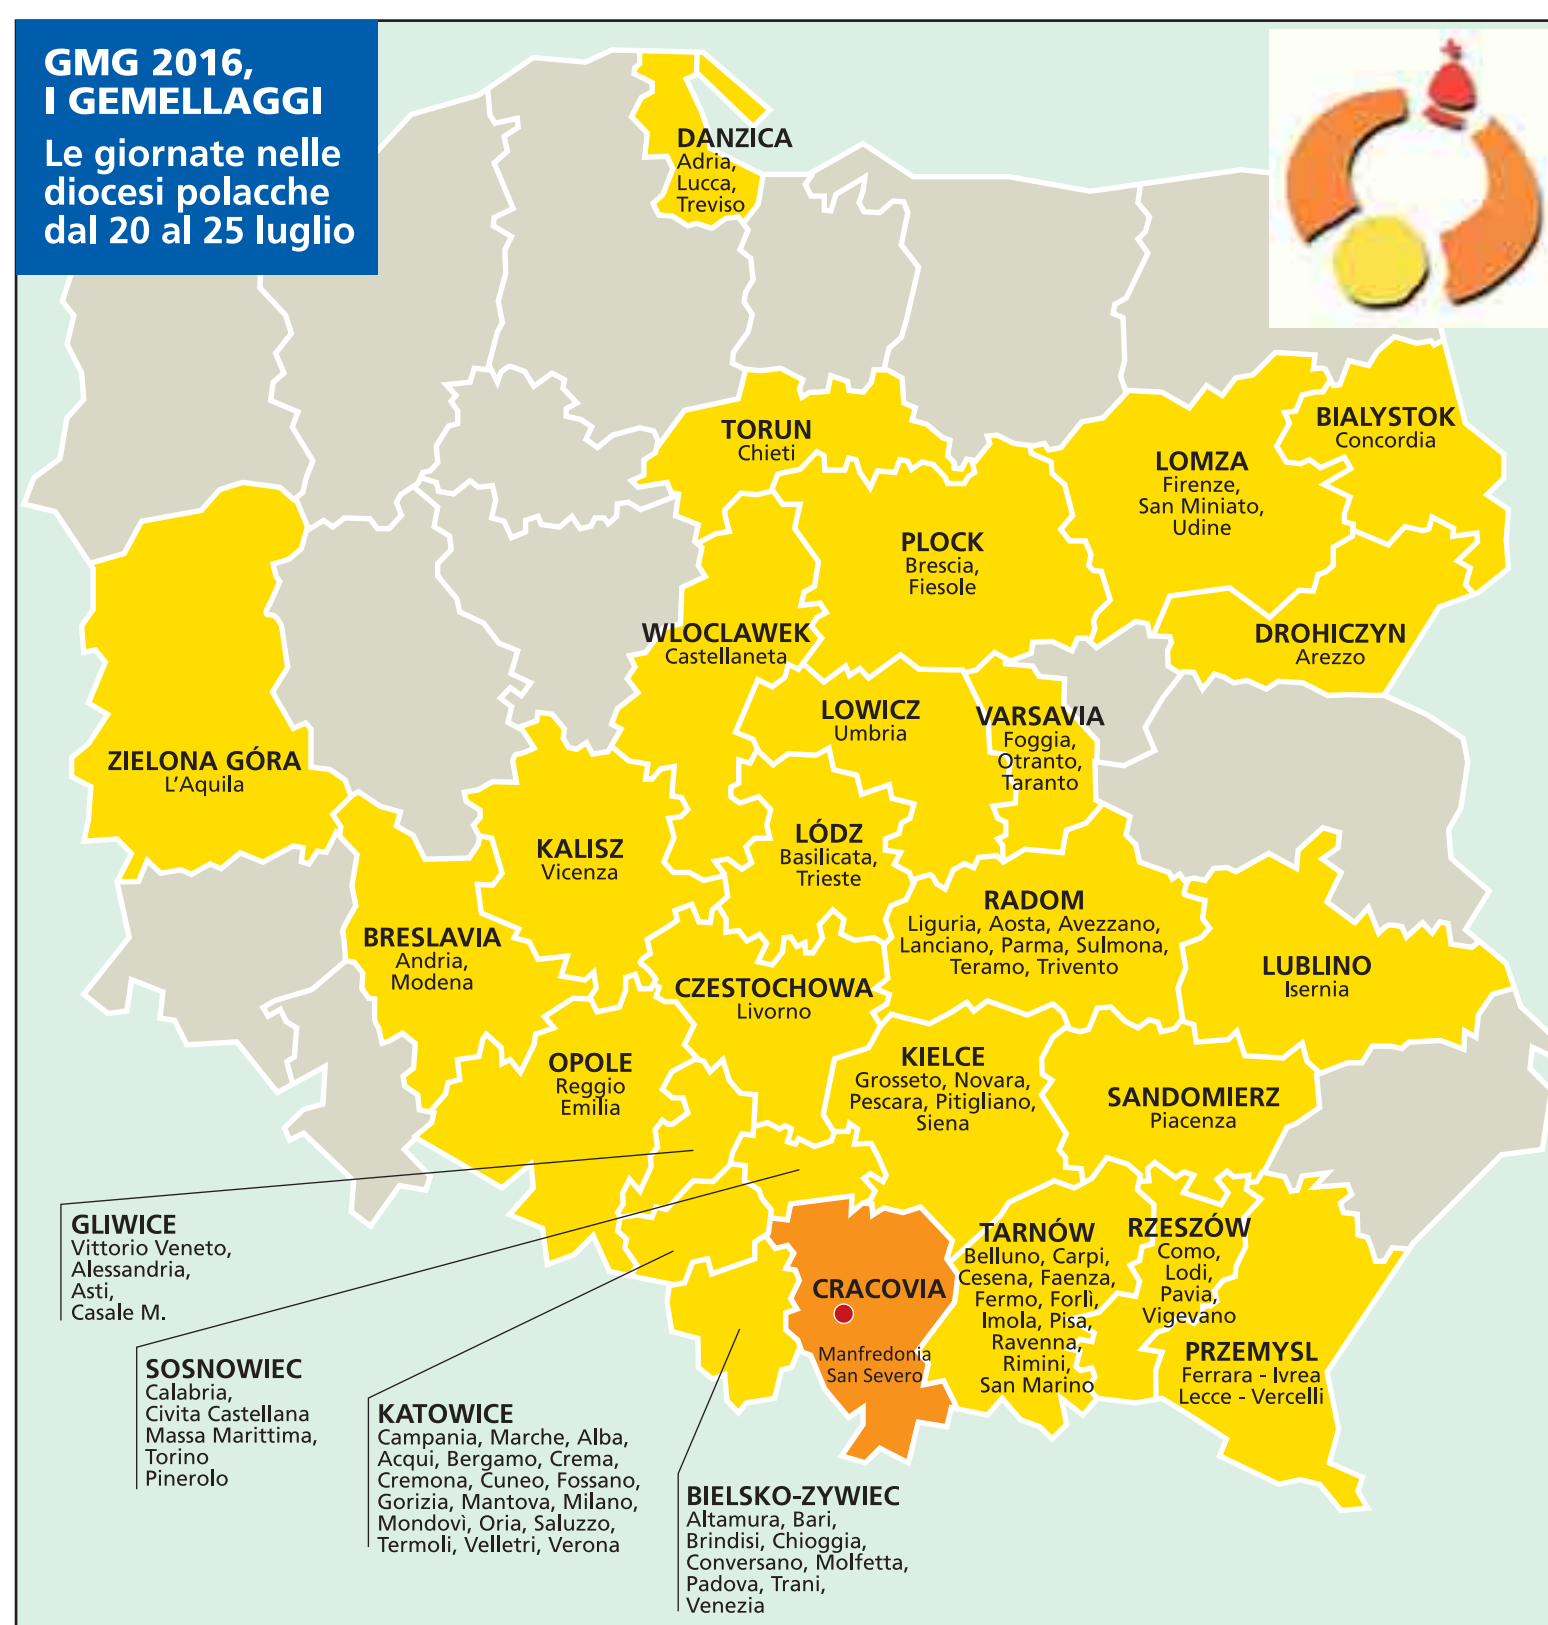 GMG 2016,
I GEMELLAGGI
Le giornate nelle
diocesi polacche
dal 20 al 25 luglio
DANZICA
Adria,
Lucca,
Treviso
TORUN
Chieti
BIALYSTOK
Concordia
LOMZA
Firenze,
San Miniato,
Udine
PLOCK
Brescia,
Fiesole
WLOCLAWEK
Castellaneta
DROHICZYN
Arezzo
LOWICZ
Umbria
VARSAVIA
Foggia,
Otranto,
Taranto
ZIELONA GÓRA
L'Aquila
KALISZ
Vicenza
LÓDZ
Basilicata,
Trieste
RADOM
Liguria, Aosta, Avezzano,
Lanciano, Parma, Sulmona,
Teramo, Trivento
BRESLAVIA
Andria,
Modena
CZESTOCHOWA
Livorno
LUBLINO
Isernia
OPOLE
Reggio
Emilia
KIELCE
Grosseto, Novara,
Pescara, Pitigliano,
Siena
SANDOMIERZ
Piacenza
GLIWICE
Vittorio Veneto,
Alessandria,
Asti,
Casale M.
CRACOVIA
Manfredonia
San Severo
TARNÓW
Belluno, Carpi,
Cesena, Faenza,
Fermo, Forlì,
Imola, Pisa,
Ravenna,
Rimini,
San Marino
RZESZÓW
Como,
Lodi,
Pavia,
Vigevano
PRZEMYSL
Ferrara - Ivrea
Lecce - Vercelli
SOSNOWIEC
Calabria,
Civita Castellana
Massa Marittima,
Torino
Pinerolo
KATOWICE
Campania, Marche, Alba,
Acqui, Bergamo, Crema,
Cremona, Cuneo, Fossano,
Gorizia, Mantova, Milano,
Mondovì, Oria, Saluzzo,
Termoli, Velletri, Verona
BIELSKO-ZYWIEC
Altamura, Bari,
Brindisi, Chioggia,
Conversano, Molfetta,
Padova, Trani,
Venezia